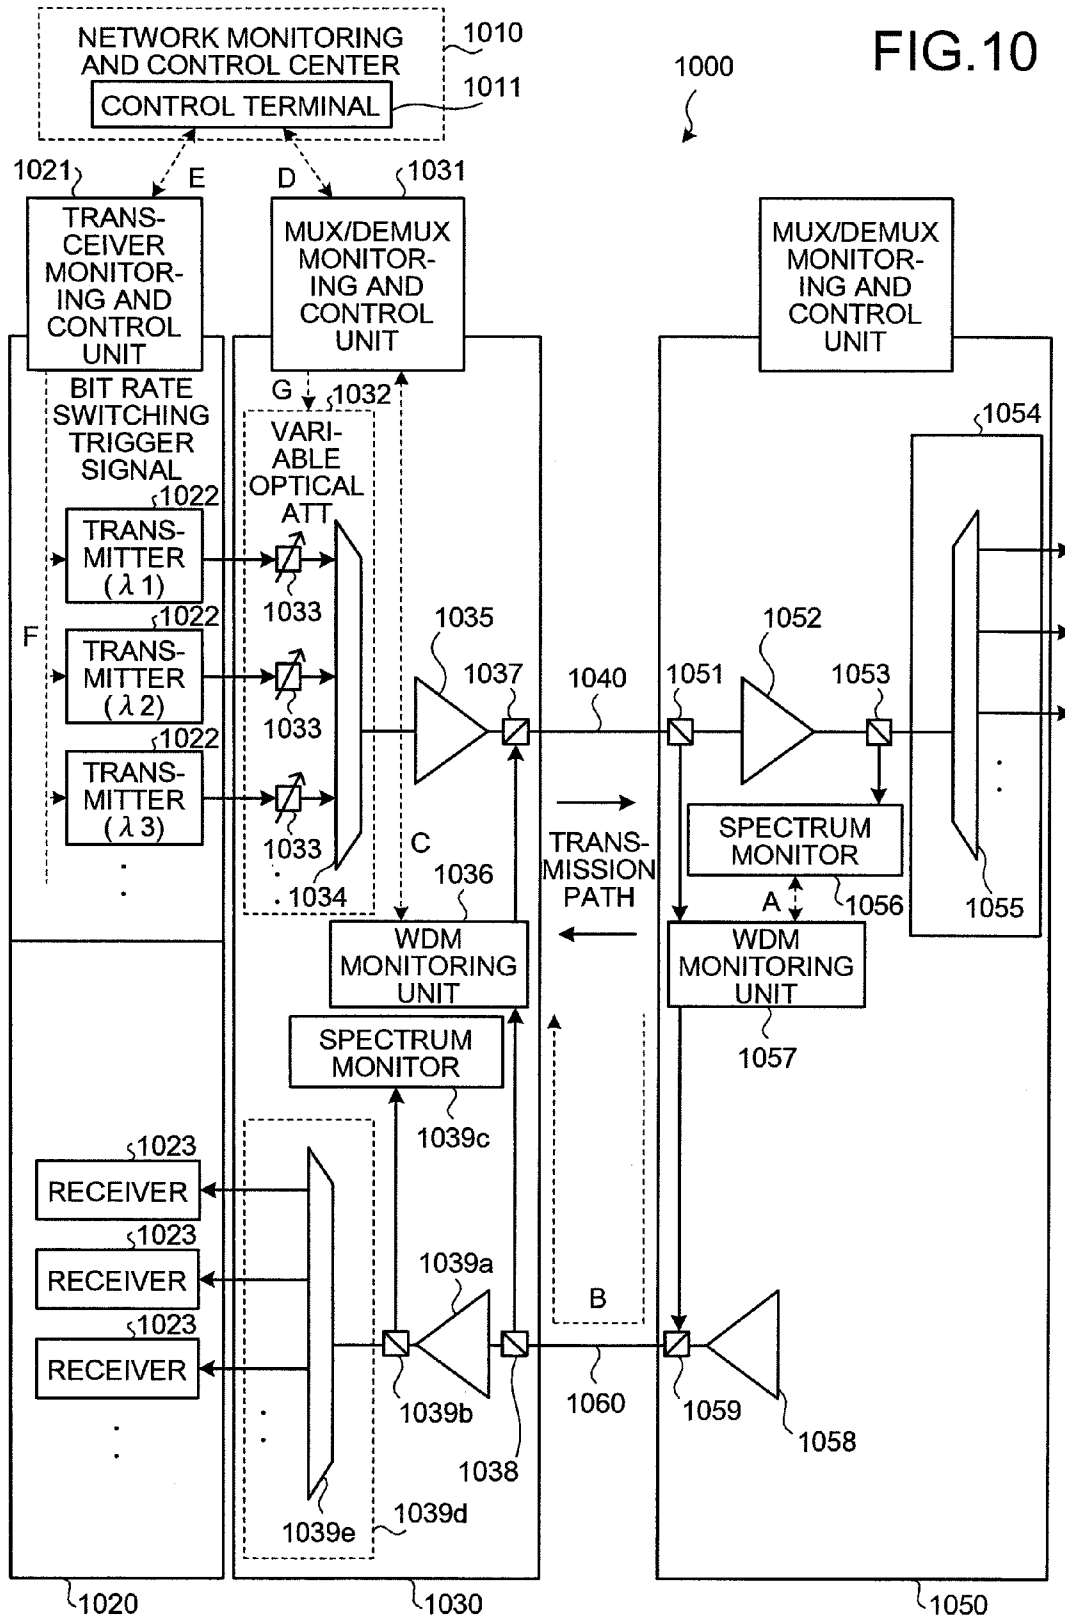 FIG.10
1000
NETWORK MONITORING
AND CONTROL CENTER
1010
CONTROL TERMINAL
1011
E
D
1021
TRANS-
CEIVER
MONITOR-
ING AND
CONTROL
UNIT
1031
MUX/DEMUX
MONITOR-
ING AND
CONTROL
UNIT
MUX/DEMUX
MONITOR-
ING AND
CONTROL
UNIT
BIT RATE
SWITCHING
TRIGGER
SIGNAL
G
1032
VARI-
ABLE
OPTICAL
ATT
1054
1022
TRANS-
MITTER
(λ1)
1033
1022
TRANS-
MITTER
(λ2)
1033
F
1022
TRANS-
MITTER
(λ3)
1033
1034
1035
1037
1040
1051
1052
1053
C
TRANS-
MISSION
PATH
SPECTRUM
MONITOR
1056
A
1055
1036
WDM
MONITORING
UNIT
WDM
MONITORING
UNIT
1057
SPECTRUM
MONITOR
1039c
1023
RECEIVER
1023
RECEIVER
1023
RECEIVER
1039a
B
1039b
1038
1060
1059
1058
1039e
1039d
1020
1030
1050